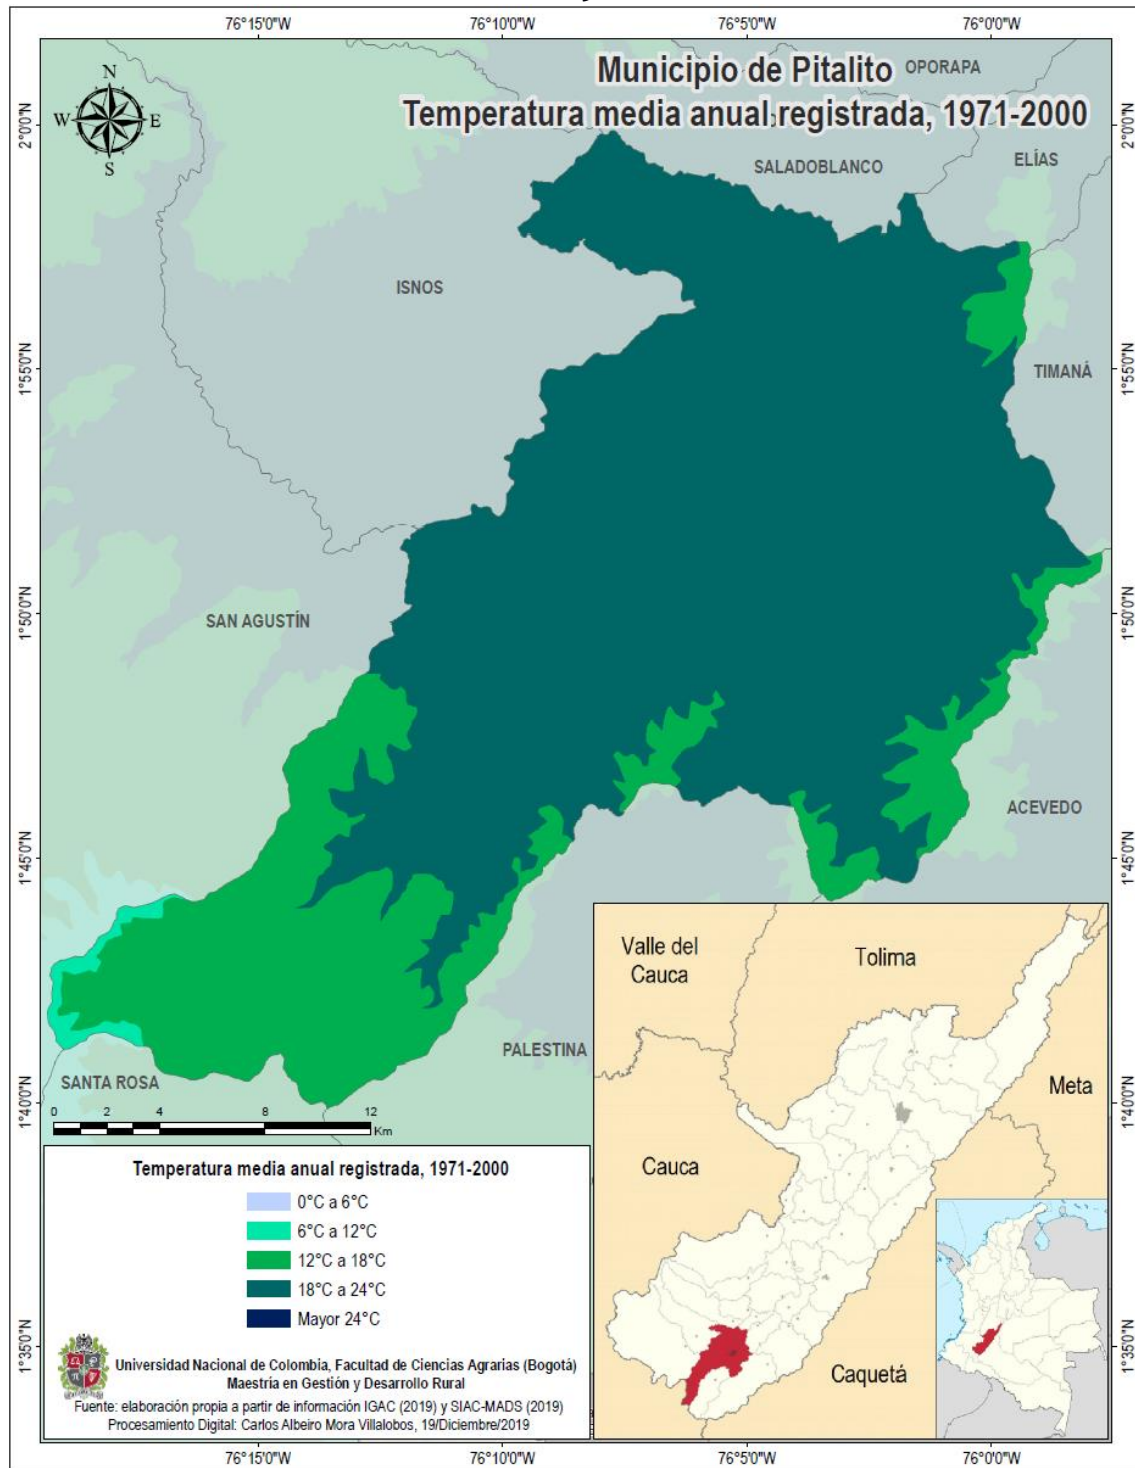 76°15'0"W 76°10'0"W 76°5'0"W 76°0'0"W
Municipio de Pitalito
Temperatura media anual registrada, 1971-2000
N
W E
S
OPORAPA
2°0'0"N 2°0'0"N
SALADOBLANCO
ELÍAS
ISNOS
1°55'0"N 1°55'0"N
TIMANÁ
SAN AGUSTÍN
1°50'0"N 1°50'0"N
ACEVEDO
1°45'0"N 1°45'0"N
PALESTINA
SANTA ROSA
1°40'0"N 1°40'0"N
0 2 4 8 12
Km
Temperatura media anual registrada, 1971-2000
0°C a 6°C
6°C a 12°C
12°C a 18°C
18°C a 24°C
Mayor 24°C
1°35'0"N 1°35'0"N
Universidad Nacional de Colombia, Facultad de Ciencias Agrarias (Bogotá)
Maestría en Gestión y Desarrollo Rural
Fuente: elaboración propia a partir de información IGAC (2019) y SIAC-MADS (2019)
Procesamiento Digital: Carlos Albeiro Mora Villalobos, 19/Diciembre/2019
Valle del
Cauca
Tolima
Meta
Cauca
Caquetá
76°15'0"W 76°10'0"W 76°5'0"W 76°0'0"W